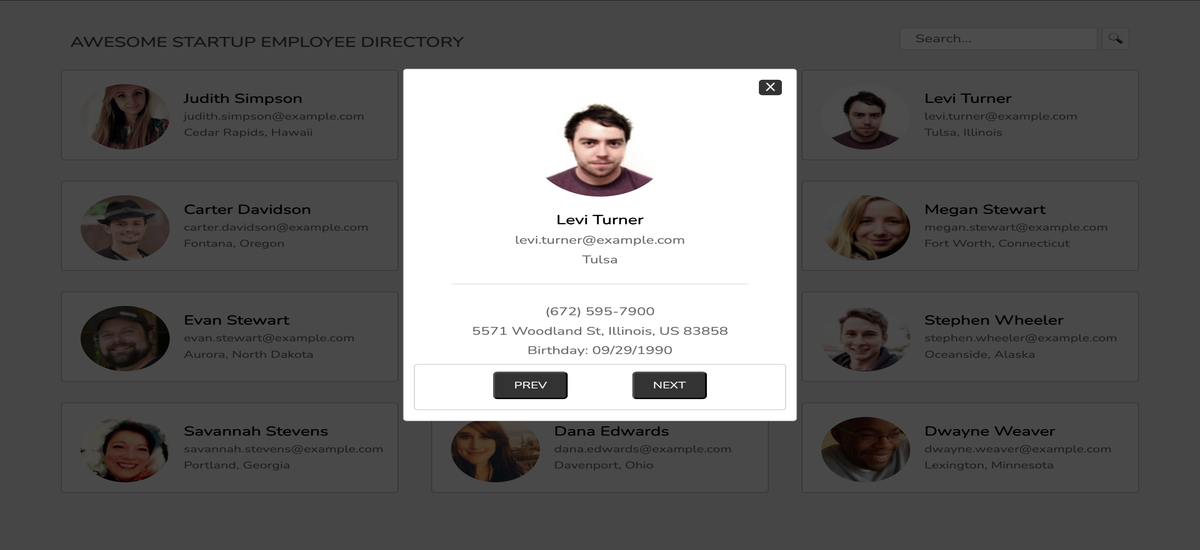 AWESOME STARTUP EMPLOYEE DIRECTORY
Search...
Judith Simpson
judith.simpson@example.com
Cedar Rapids, Hawaii
Levi Turner
levi.turner@example.com
Tulsa, Illinois
Carter Davidson
carter.davidson@example.com
Fontana, Oregon
Megan Stewart
megan.stewart@example.com
Fort Worth, Connecticut
Evan Stewart
evan.stewart@example.com
Aurora, North Dakota
Stephen Wheeler
stephen.wheeler@example.com
Oceanside, Alaska
Savannah Stevens
savannah.stevens@example.com
Portland, Georgia
Dana Edwards
dana.edwards@example.com
Davenport, Ohio
Dwayne Weaver
dwayne.weaver@example.com
Lexington, Minnesota
X
Levi Turner
levi.turner@example.com
Tulsa
(672) 595-7900
5571 Woodland St, Illinois, US 83858
Birthday: 09/29/1990
PREV
NEXT